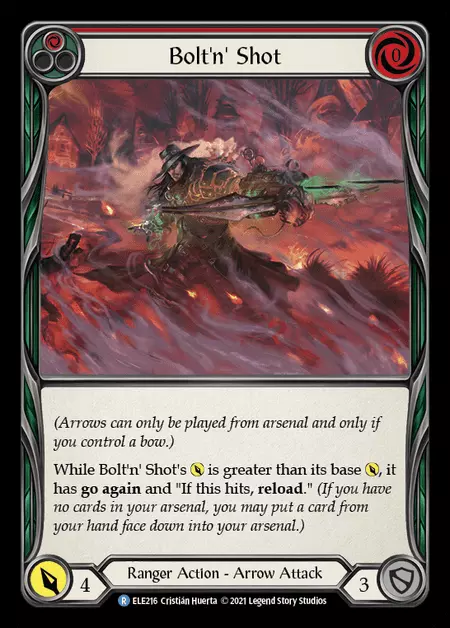 Bolt'n' Shot
0
(Arrows can only be played from arsenal and only if
you control a bow.)
While Bolt'n' Shot's is greater than its base , it
has go again and "If this hits, reload." (If you have
no cards in your arsenal, you may put a card from
your hand face down into your arsenal.)
4
Ranger Action - Arrow Attack
3
R ELE216 Cristián Huerta © 2021 Legend Story Studios